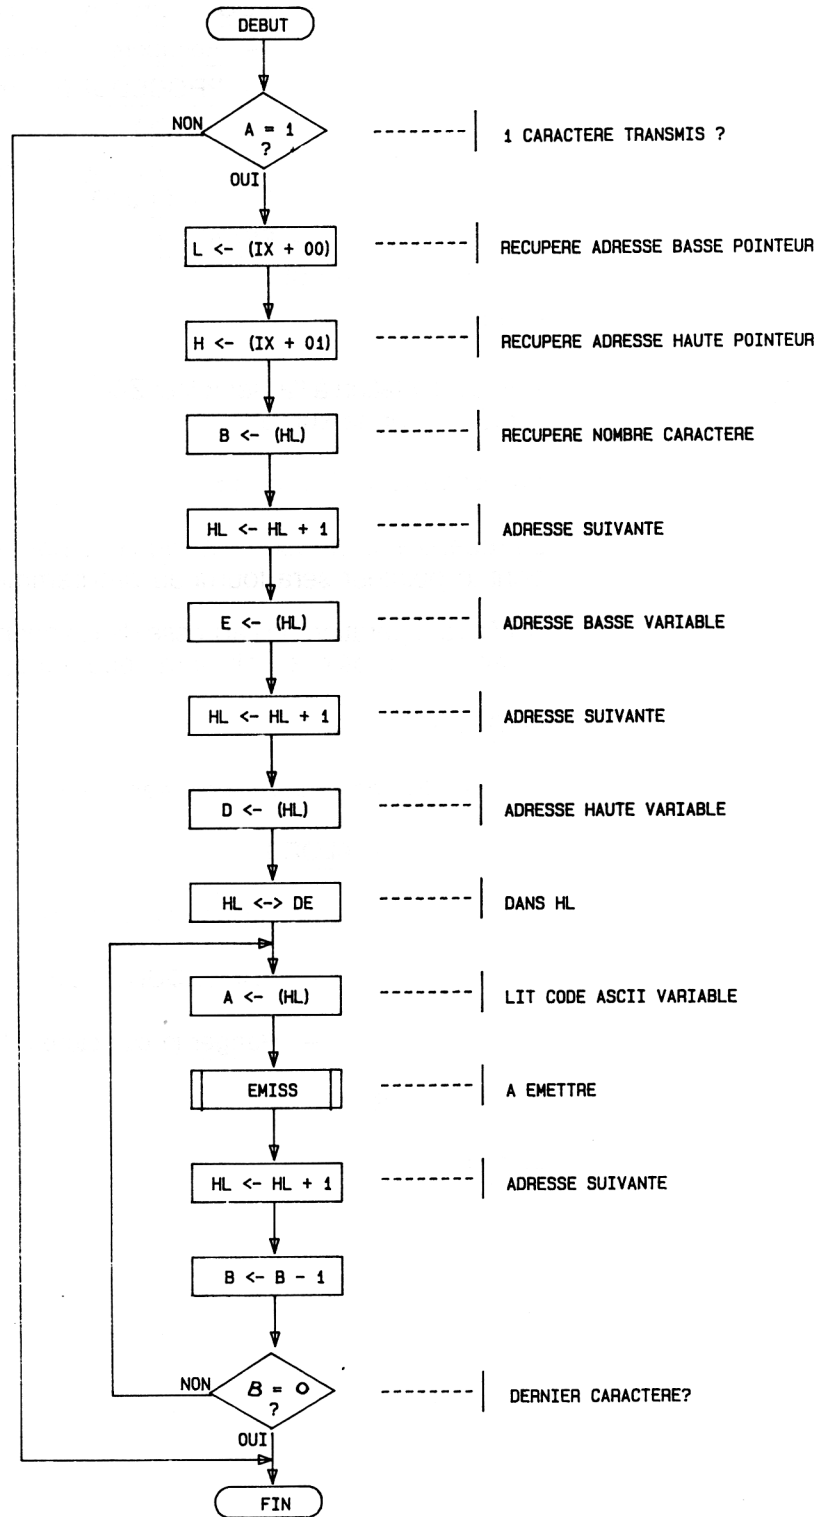 DEBUT
NON
A = 1
?
1 CARACTERE TRANSMIS ?
OUI
L <- (IX + 00)
RECUPERE ADRESSE BASSE POINTEUR
H <- (IX + 01)
RECUPERE ADRESSE HAUTE POINTEUR
B <- (HL)
RECUPERE NOMBRE CARACTERE
HL <- HL + 1
ADRESSE SUIVANTE
E <- (HL)
ADRESSE BASSE VARIABLE
HL <- HL + 1
ADRESSE SUIVANTE
D <- (HL)
ADRESSE HAUTE VARIABLE
HL <-> DE
DANS HL
A <- (HL)
LIT CODE ASCII VARIABLE
EMISS
A EMETTRE
HL <- HL + 1
ADRESSE SUIVANTE
B <- B - 1
NON
B = 0
?
DERNIER CARACTERE?
OUI
FIN